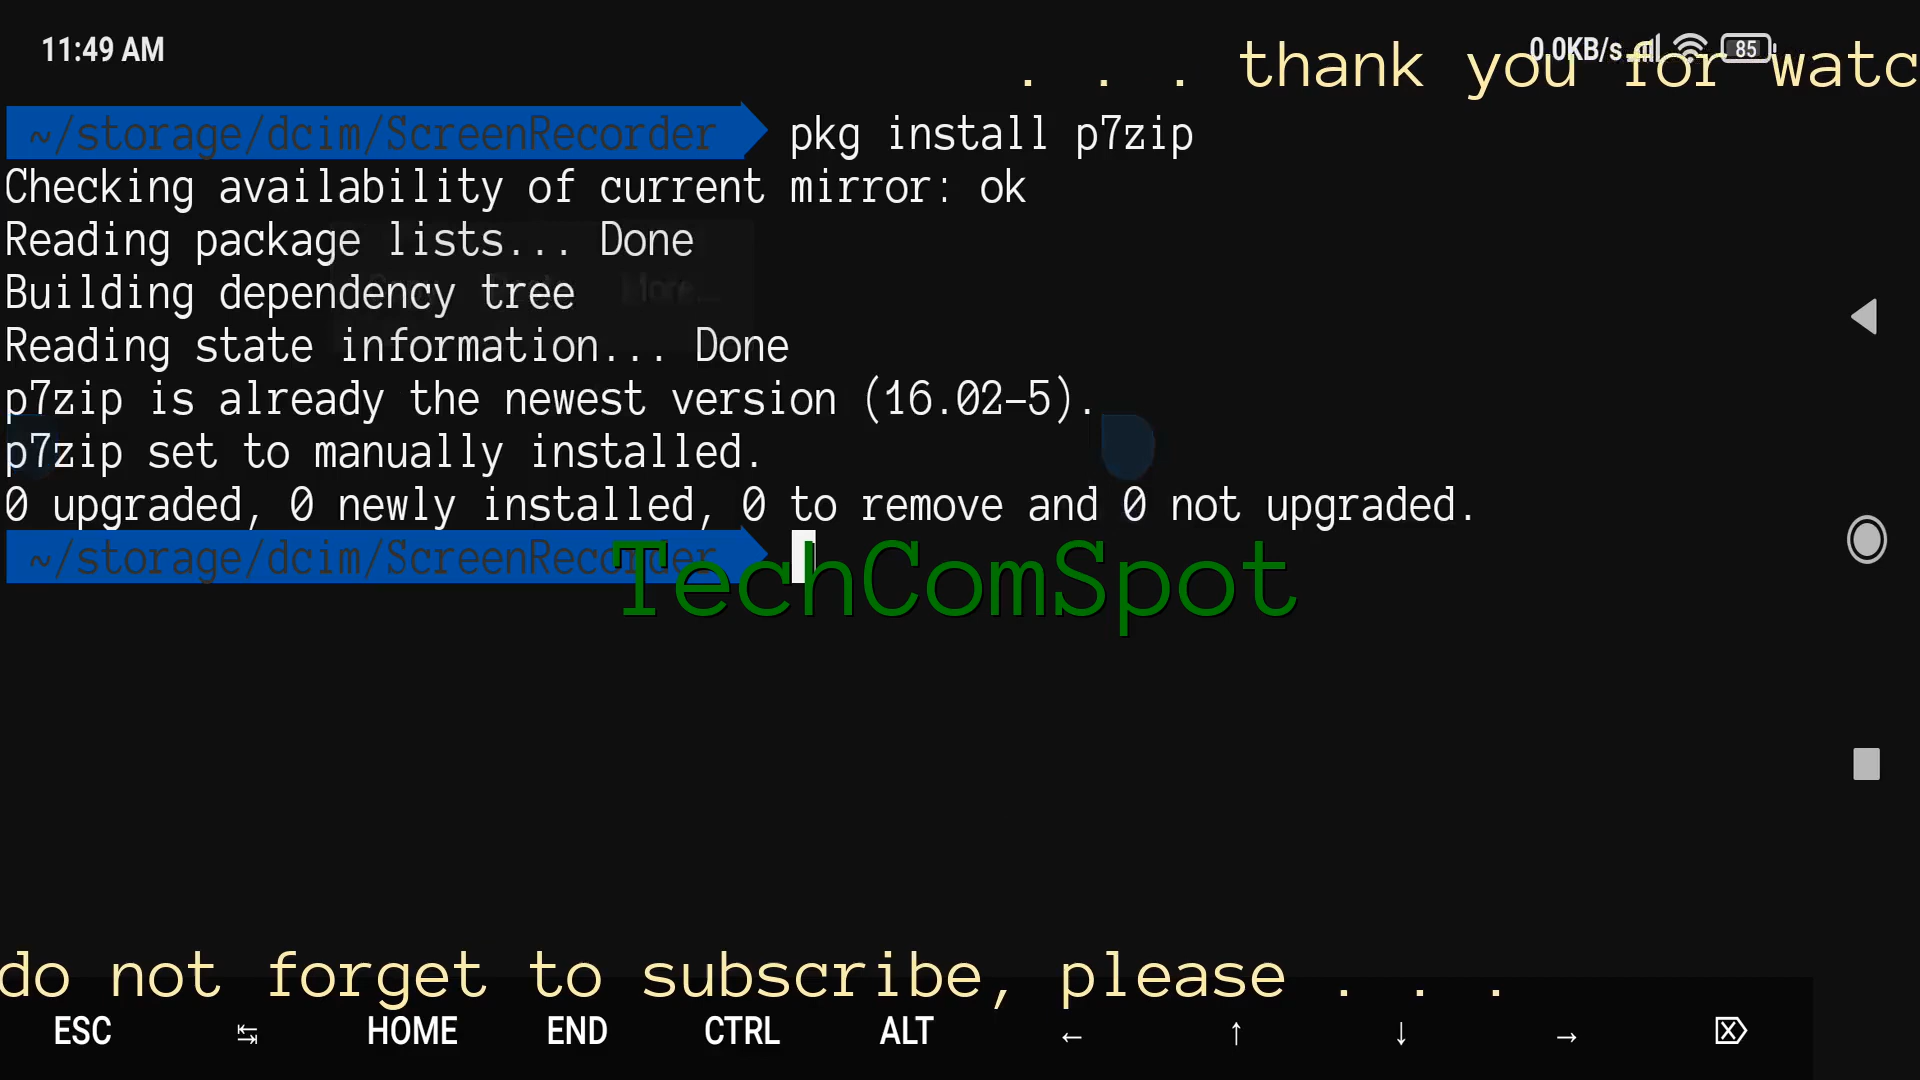 11:49 AM
0.0KB/s 85
. . . thank you for watc
~/storage/dcim/ScreenRecorder pkg install p7zip
Checking availability of current mirror: ok
Reading package lists... Done
Building dependency tree
More...
Reading state information... Done
p7zip is already the newest version (16.02-5).
p7zip set to manually installed.
0 upgraded, 0 newly installed, 0 to remove and 0 not upgraded.
~/storage/dcim/ScreenRecorder
TechComSpot
do not forget to subscribe, please . . .
ESC ↹ HOME END CTRL ALT ← ↑ ↓ → ⌦